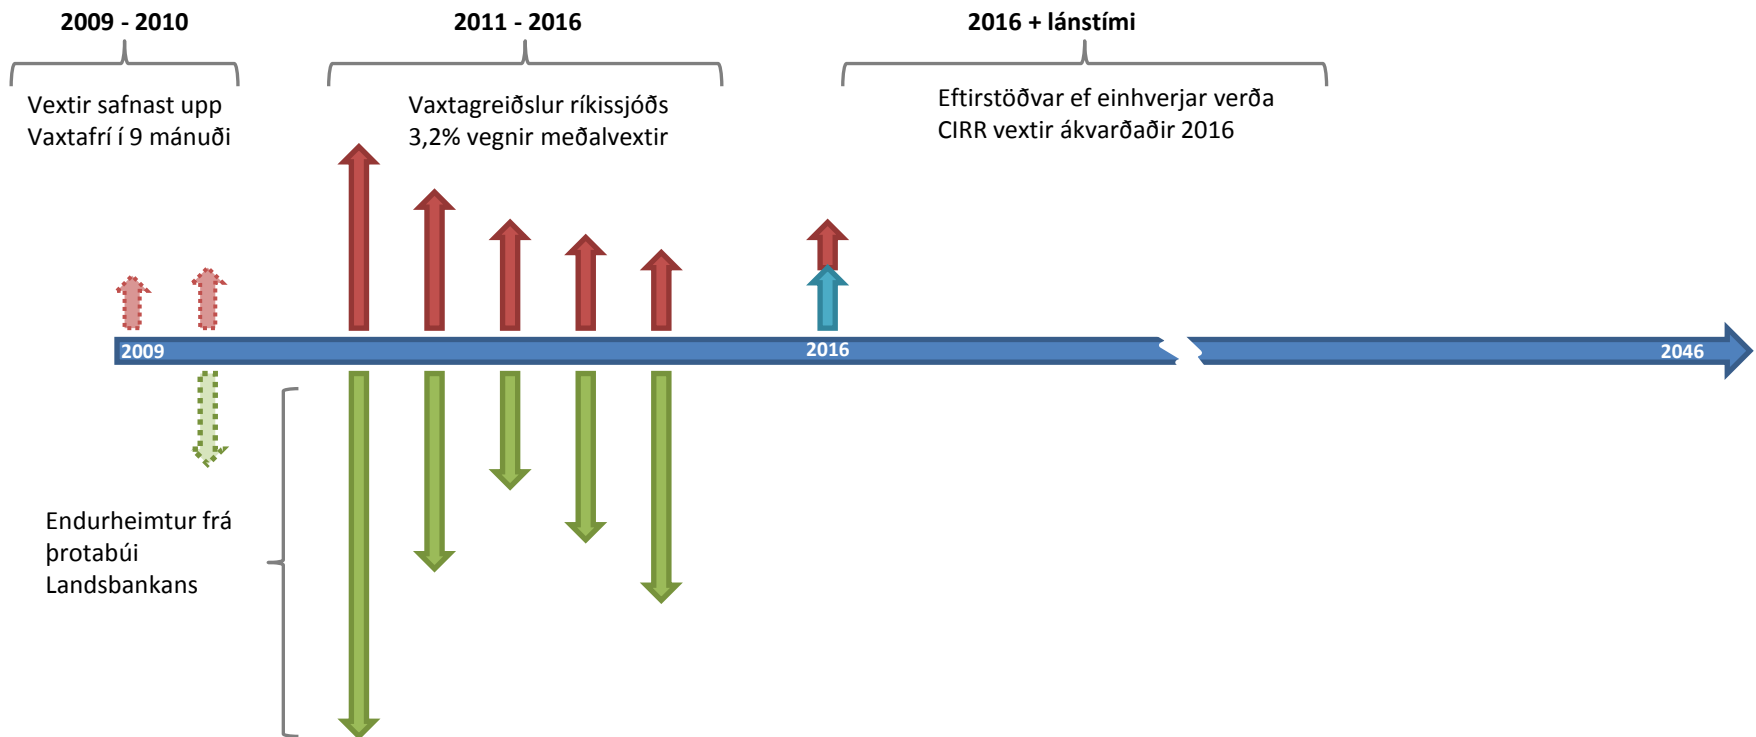 2009 - 2010
Vextir safnast upp
Vaxtafrí í 9 mánuði
2011 - 2016
Vaxtagreiðslur ríkissjóðs
3,2% vegnir meðalvextir
2016 + lánstími
Eftirstöðvar ef einhverjar verða
CIRR vextir ákvarðaðir 2016
2009
2016
2046
Endurheimtur frá
þrotabúi
Landsbankans